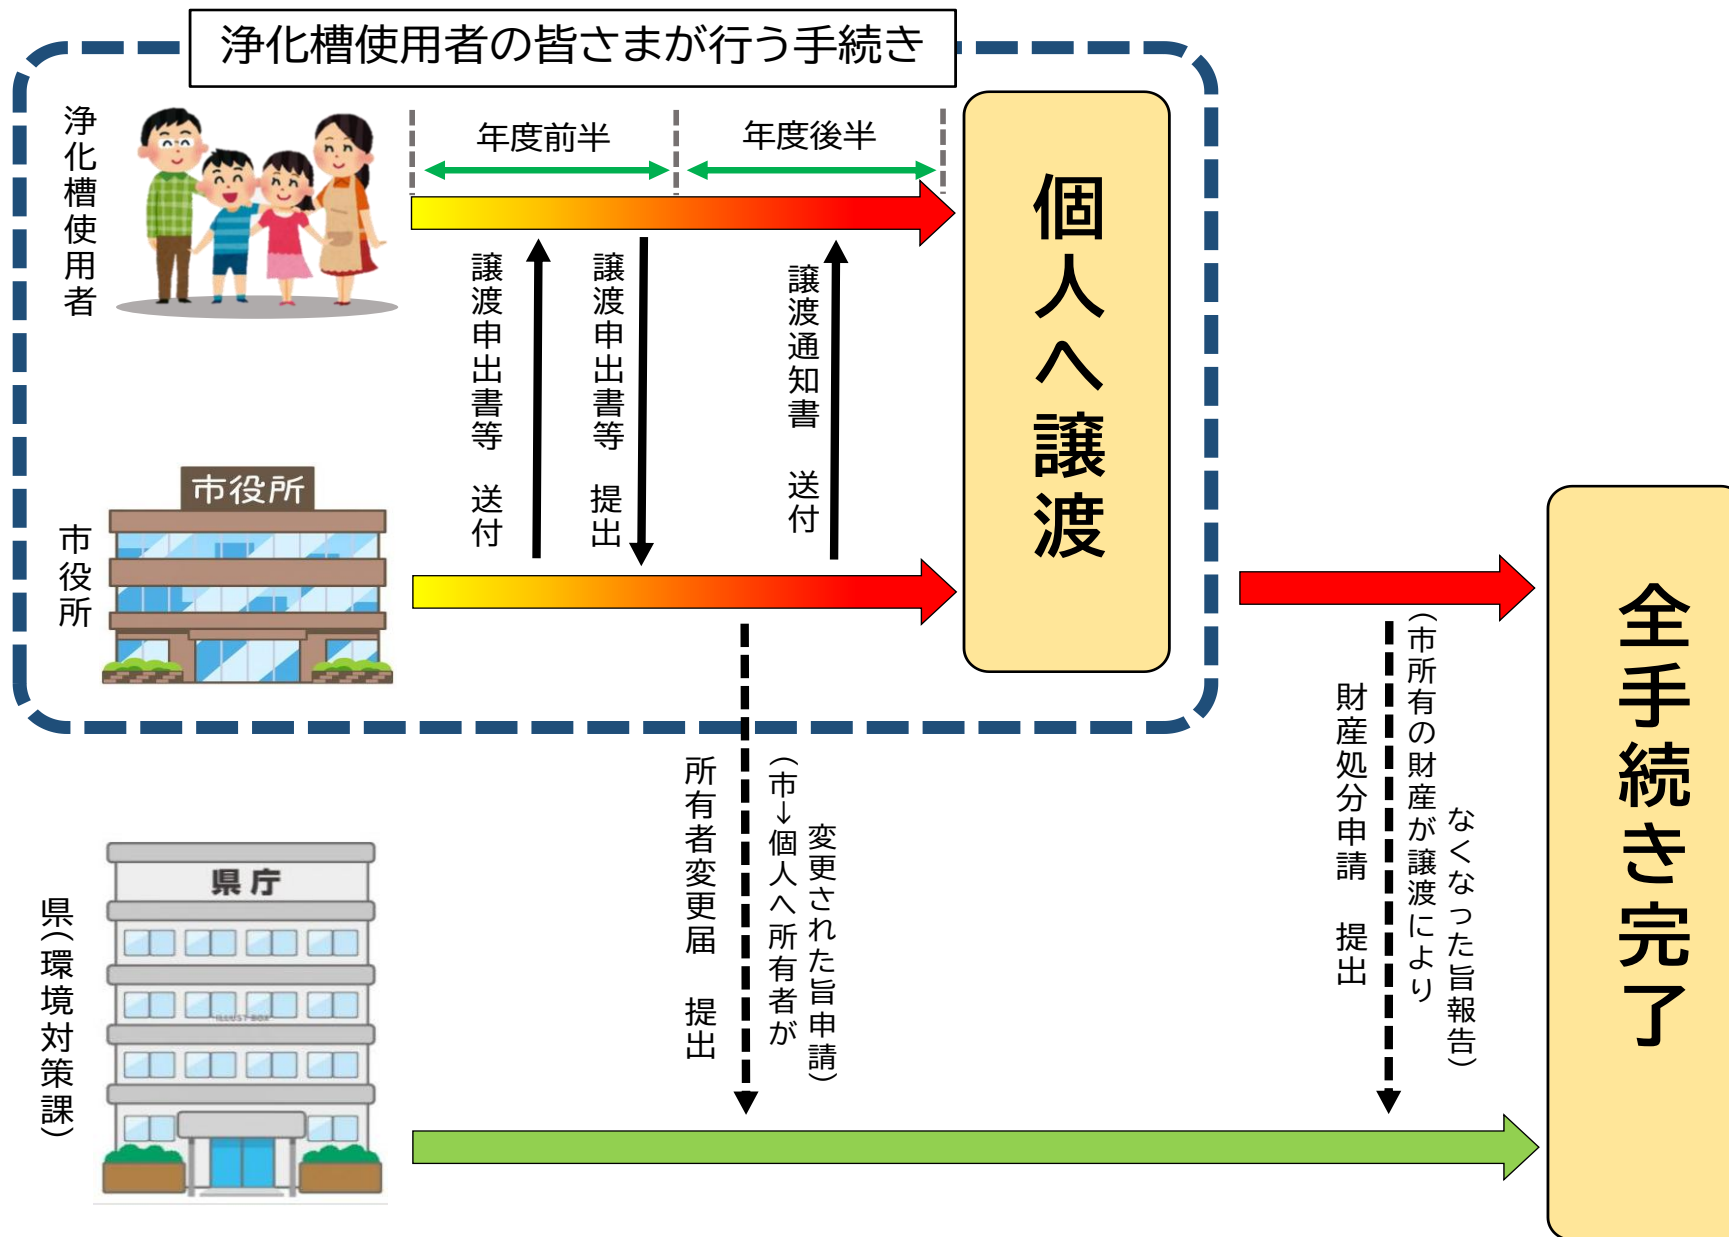 浄化槽使用者の皆さまが行う手続き
浄化槽使用者
年度前半
年度後半
譲渡申出書等　送付
譲渡申出書等　提出
譲渡通知書　送付
個人へ譲渡
市役所
市役所
所有者変更届　提出
（市→個人へ所有者が
変更された旨申請）
財産処分申請　提出
（市所有の財産が譲渡により
なくなった旨報告）
全手続き完了
県（環境対策課）
県庁
ILLUST BOX